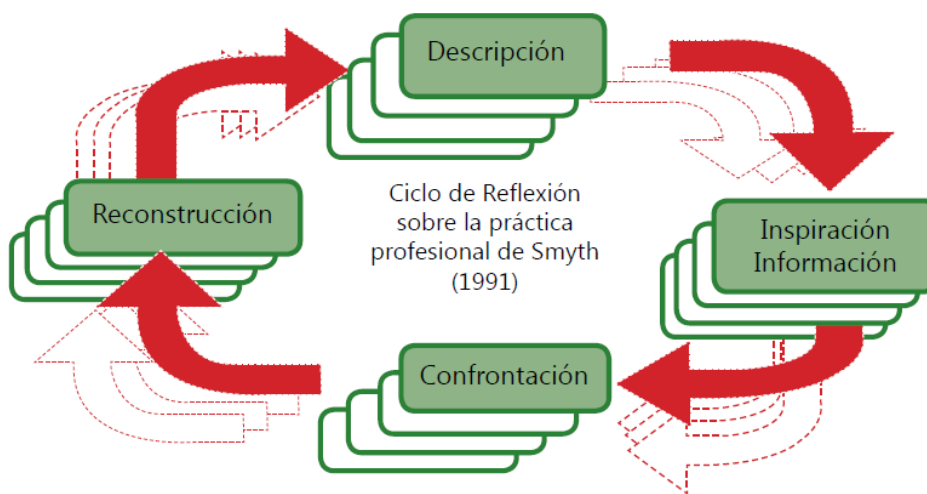 Descripción
Reconstrucción
Ciclo de Reflexión
sobre la práctica
profesional de Smyth
(1991)
Inspiración
Información
Confrontación